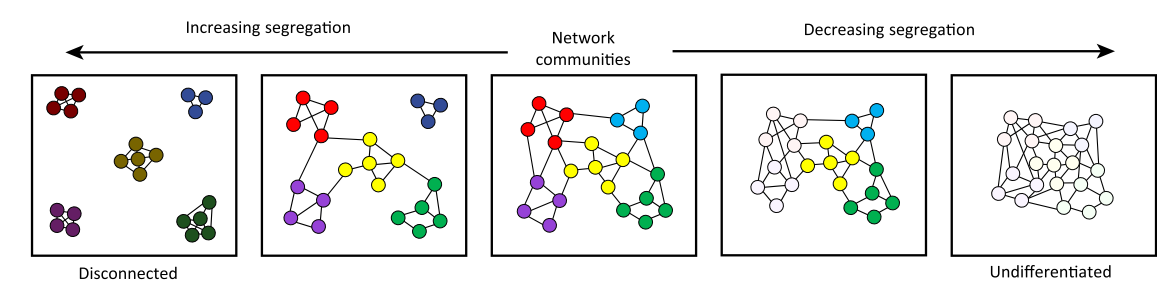 Increasing segregation
Network
communities
Decreasing segregation
Disconnected
Undifferentiated